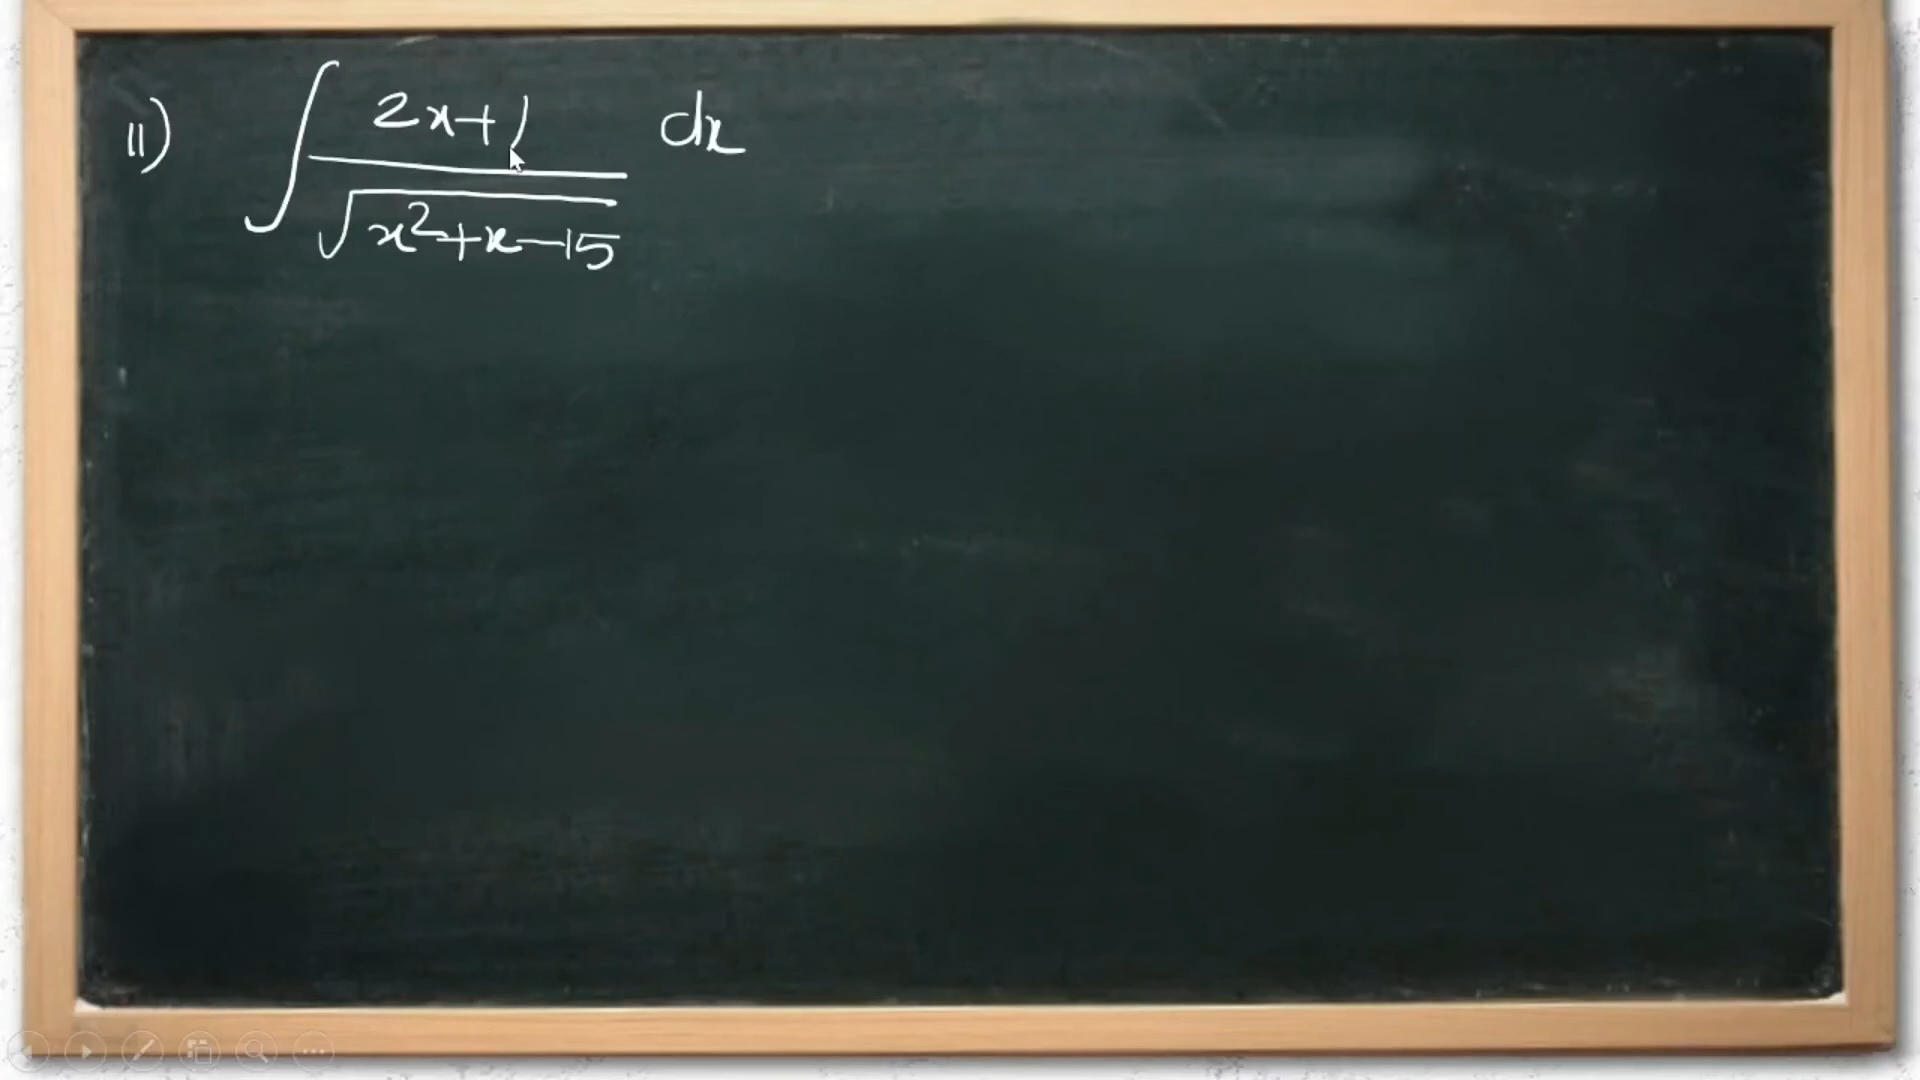 11) ∫ (2x+1)/√(x²+x−15) dx